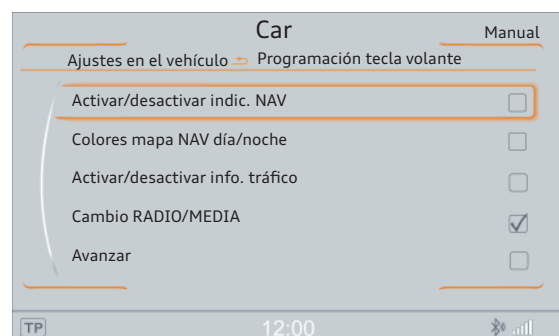 Car
Manual
Ajustes en el vehículo Programación tecla volante
Activar/desactivar indic. NAV
Colores mapa NAV día/noche
Activar/desactivar info. tráfico
Cambio RADIO/MEDIA
Avanzar
TP 12:00